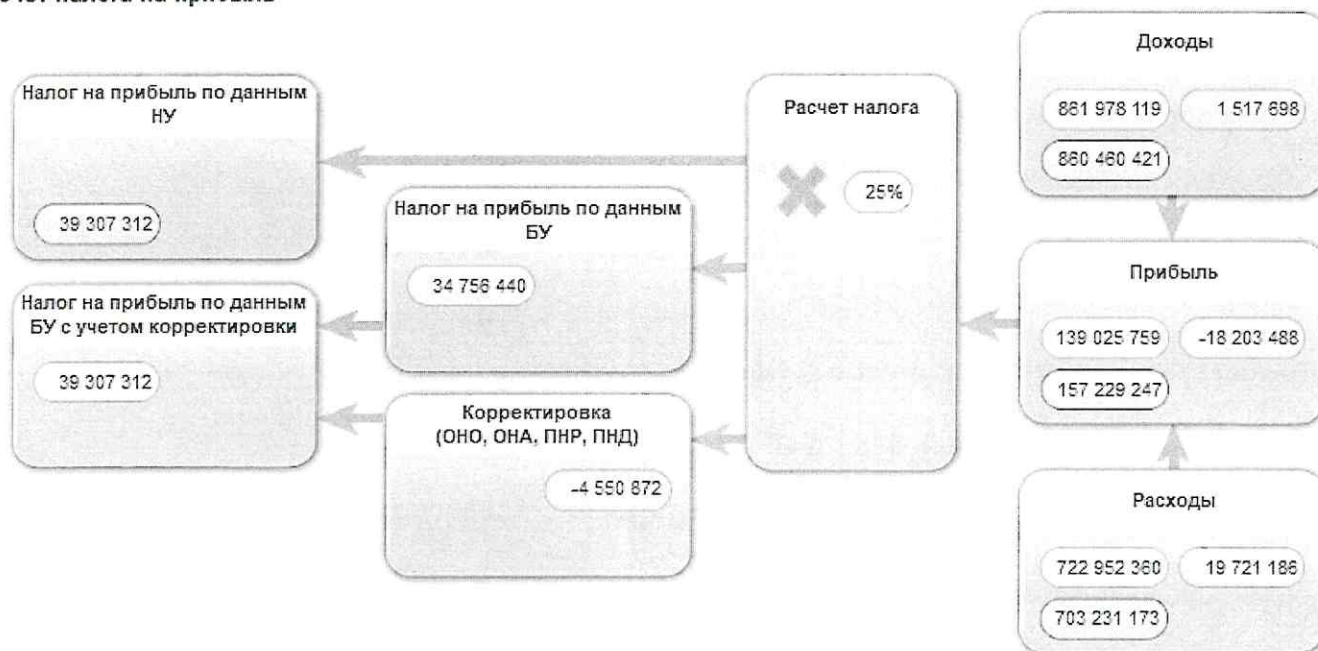 налога на прибыль
Налог на прибыль по данным
НУ
39 307 312
Налог на прибыль по данным
БУ с учетом корректировки
39 307 312
Налог на прибыль по данным
БУ
34 756 440
Корректировка
(ОНО, ОНА, ПНР, ПНД)
-4 550 872
Расчет налога
25%
Доходы
861 978 119
1 517 698
860 460 421
Прибыль
139 025 759
-18 203 488
157 229 247
Расходы
722 952 360
19 721 186
703 231 173